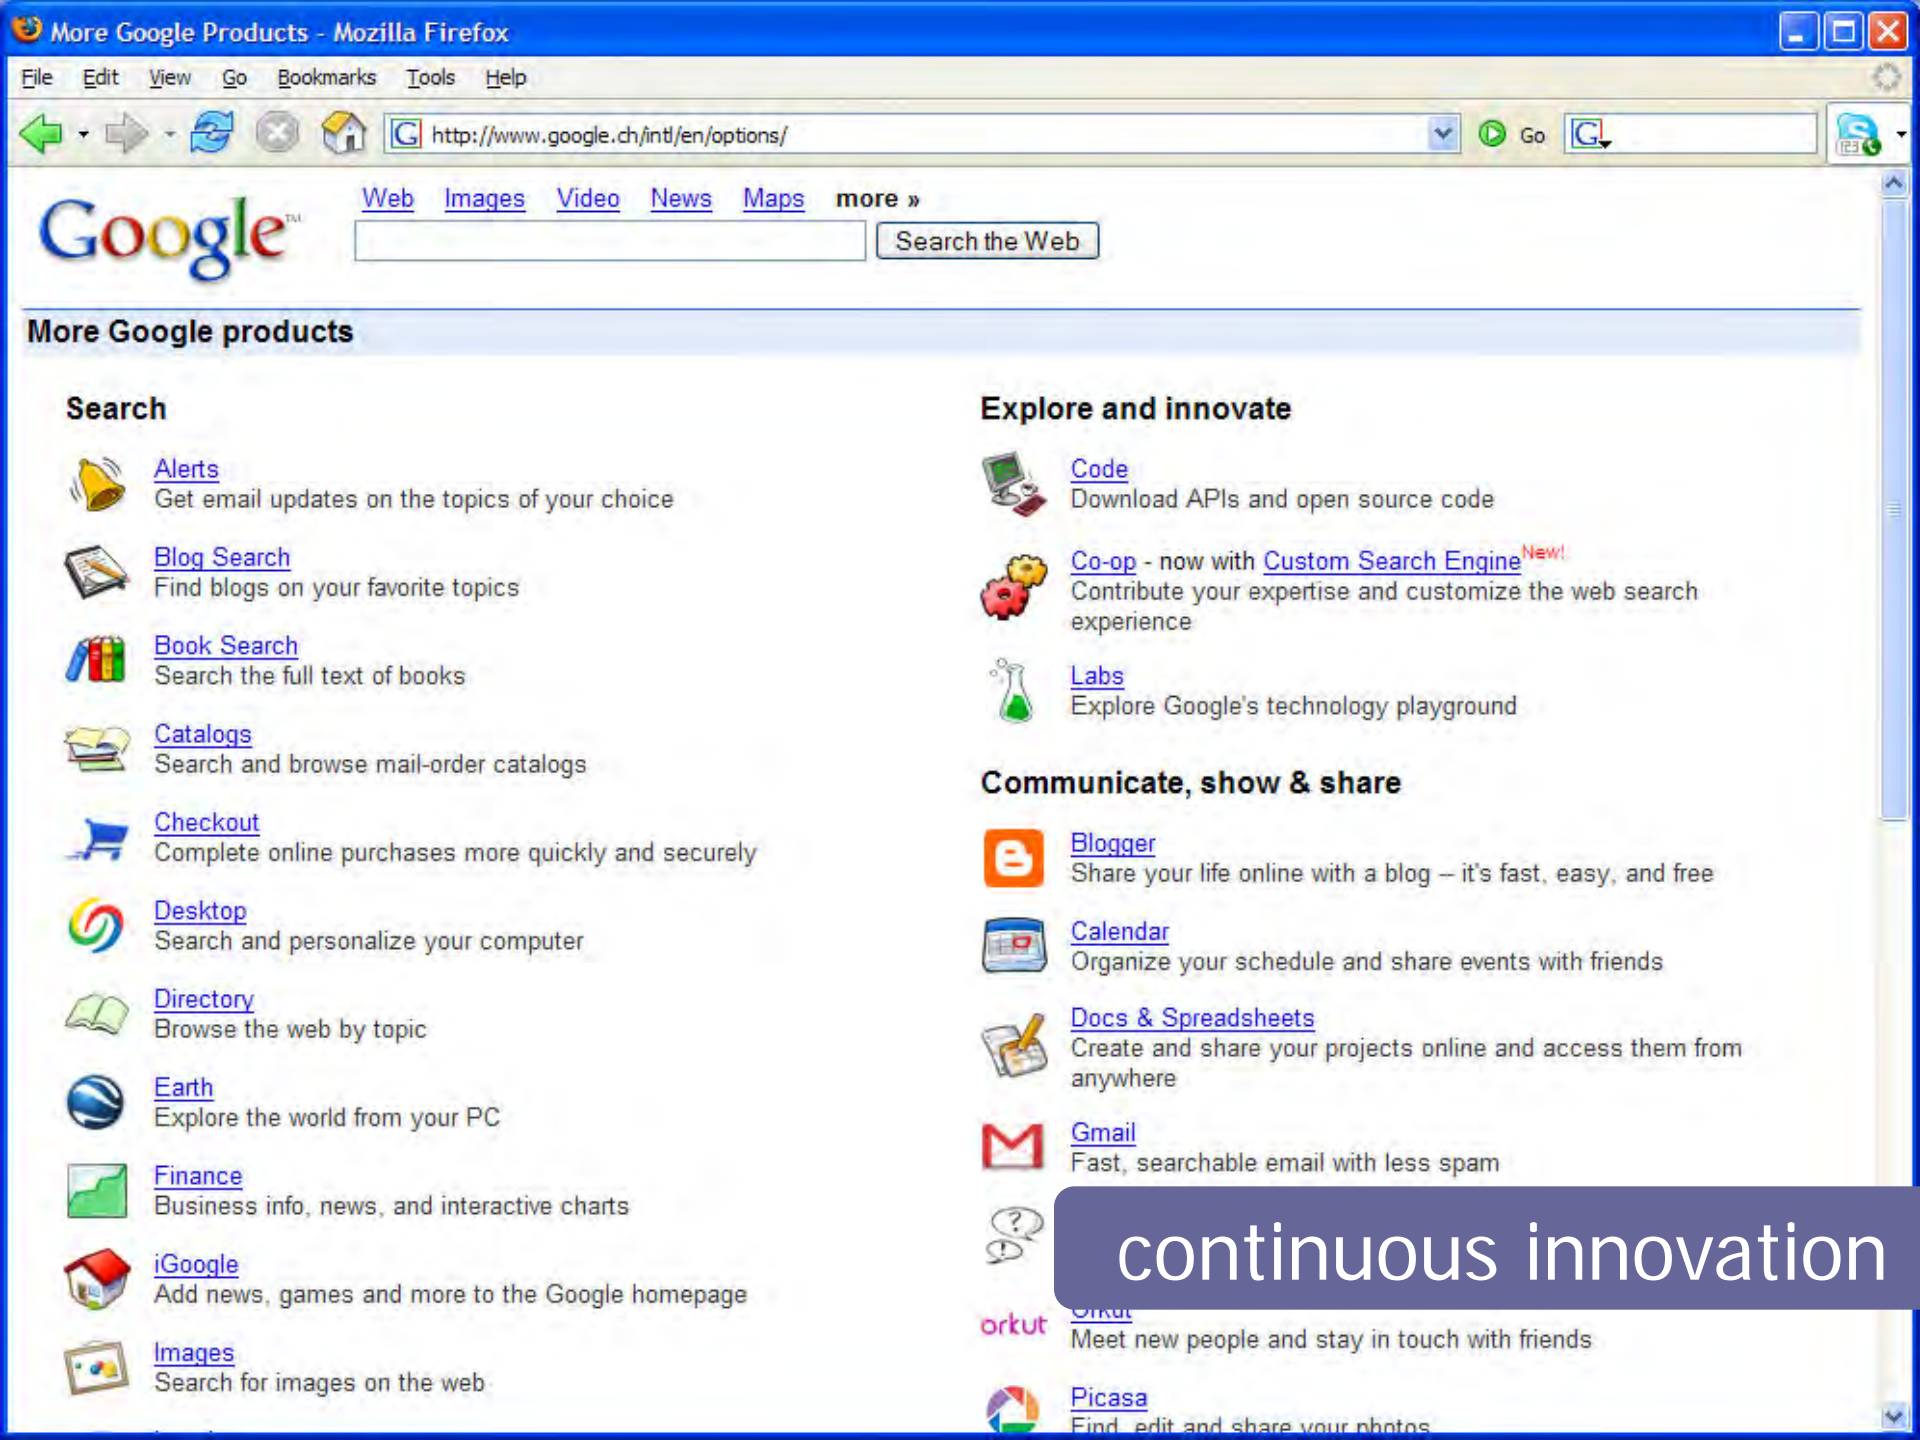 More Google Products - Mozilla Firefox
File Edit View Go Bookmarks Tools Help
http://www.google.ch/intl/en/options/
Go
Google™
Web Images Video News Maps more »
Search the Web
More Google products
Search
Alerts
Get email updates on the topics of your choice
Blog Search
Find blogs on your favorite topics
Book Search
Search the full text of books
Catalogs
Search and browse mail-order catalogs
Checkout
Complete online purchases more quickly and securely
Desktop
Search and personalize your computer
Directory
Browse the web by topic
Earth
Explore the world from your PC
Finance
Business info, news, and interactive charts
iGoogle
Add news, games and more to the Google homepage
Images
Search for images on the web
Explore and innovate
Code
Download APIs and open source code
Co-op - now with Custom Search Engine New!
Contribute your expertise and customize the web search
experience
Labs
Explore Google's technology playground
Communicate, show & share
Blogger
Share your life online with a blog -- it's fast, easy, and free
Calendar
Organize your schedule and share events with friends
Docs & Spreadsheets
Create and share your projects online and access them from
anywhere
Gmail
Fast, searchable email with less spam
continuous innovation
orkut
Orkut
Meet new people and stay in touch with friends
Picasa
Find, edit and share your photos